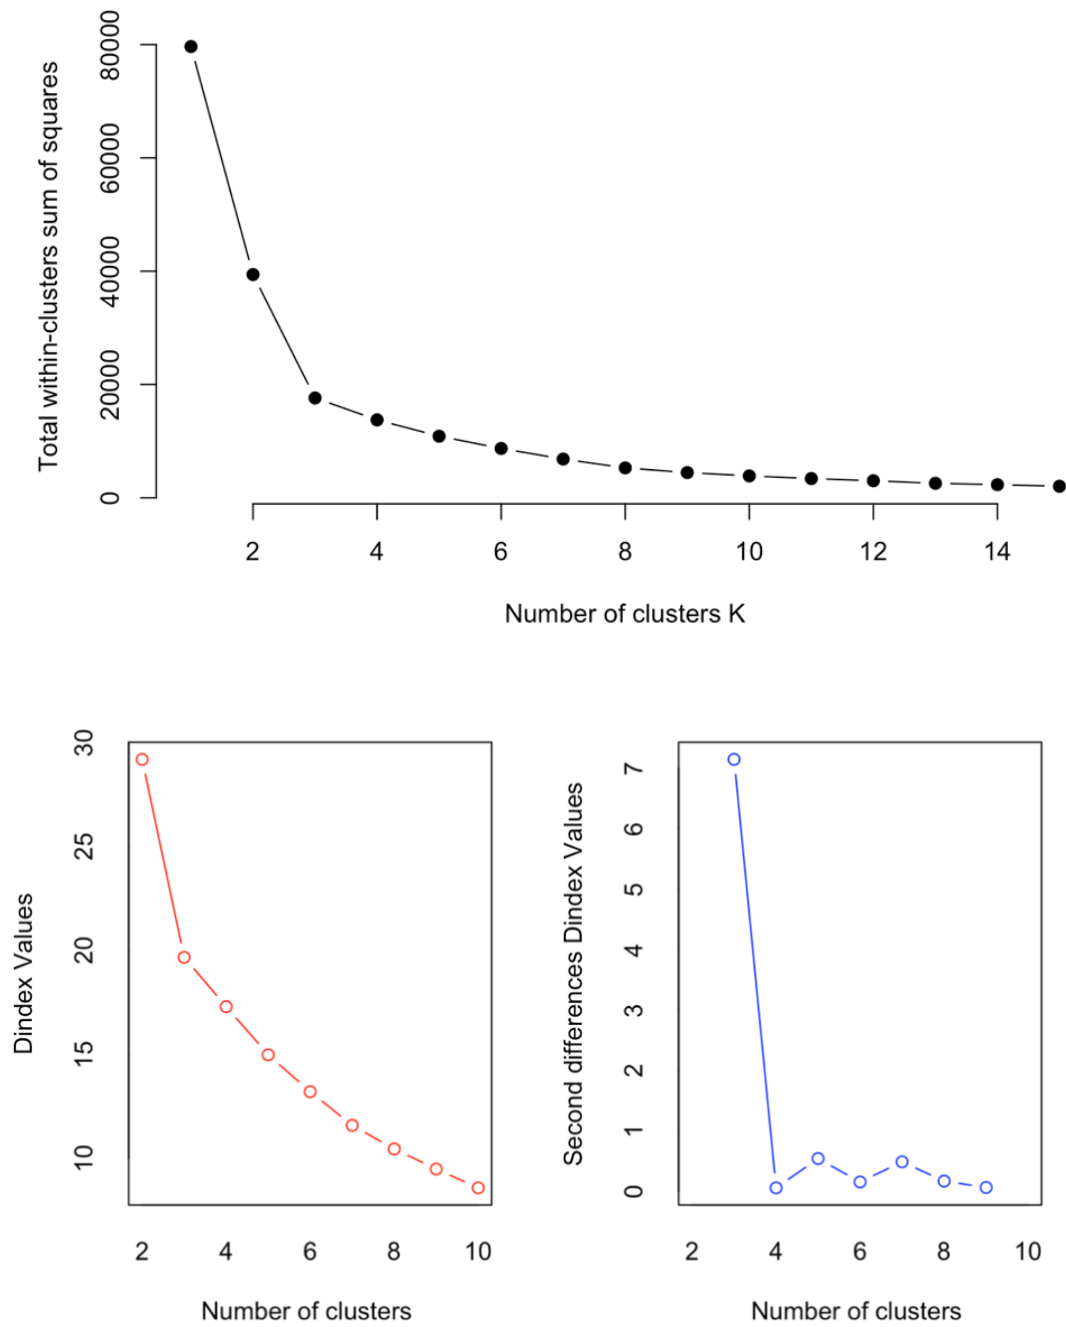 Total within-clusters sum of squares
80000
60000
40000
20000
0
2 4 6 8 10 12 14
Number of clusters K
Dindex Values
30
25
20
15
10
2 4 6 8 10
Number of clusters
Second differences Dindex Values
7
6
5
4
3
2
1
0
2 4 6 8 10
Number of clusters